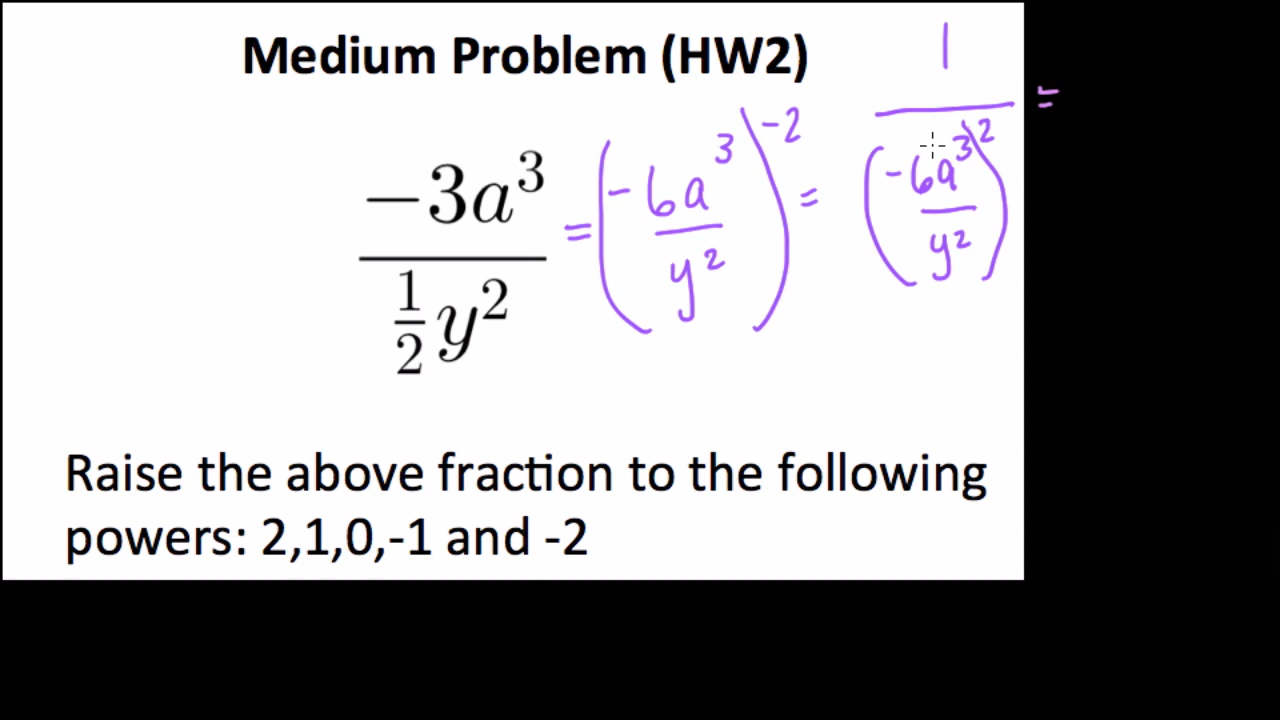 Medium Problem (HW2)
−3a³ / ½y² = (−6a³ / y²)⁻² = 1 / (−6a³ / y²)² =
Raise the above fraction to the following
powers: 2,1,0,-1 and -2